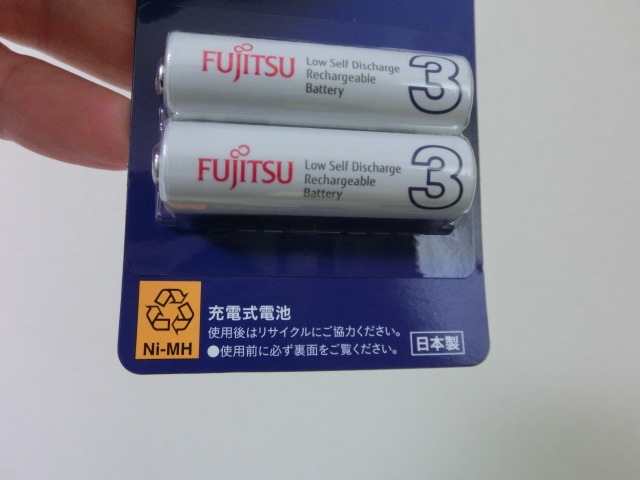 FUJITSU
Low Self Discharge
Rechargeable
Battery
3
FUJITSU
Low Self Discharge
Rechargeable
Battery
3
Ni-MH
充電式電池
使用後はリサイクルにご協力ください。
●使用前に必ず裏面をご覧ください。
日本製